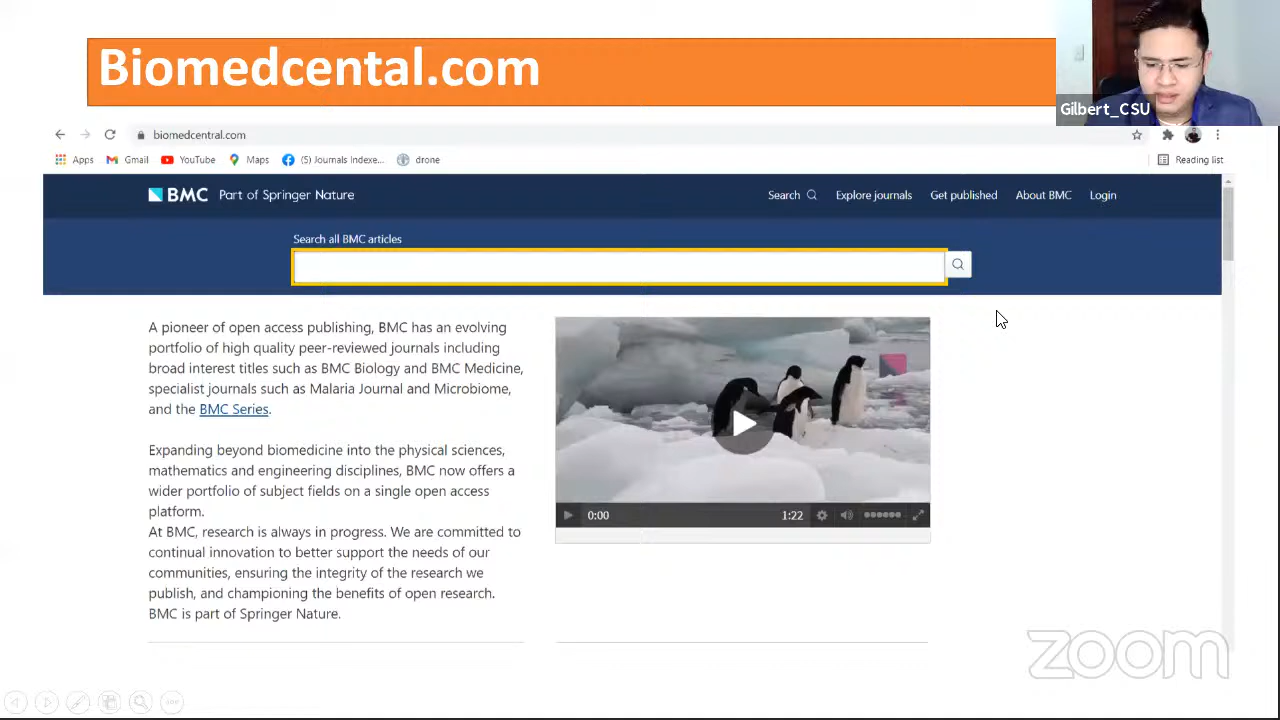 Biomedcental.com
Gilbert_CSU
biomedcentral.com
Apps Gmail YouTube Maps (5) Journals Indexe... drone Reading list
BMC Part of Springer Nature Search Explore journals Get published About BMC Login
Search all BMC articles
A pioneer of open access publishing, BMC has an evolving
portfolio of high quality peer-reviewed journals including
broad interest titles such as BMC Biology and BMC Medicine,
specialist journals such as Malaria Journal and Microbiome,
and the BMC Series.
Expanding beyond biomedicine into the physical sciences,
mathematics and engineering disciplines, BMC now offers a
wider portfolio of subject fields on a single open access
platform.
At BMC, research is always in progress. We are committed to
continual innovation to better support the needs of our
communities, ensuring the integrity of the research we
publish, and championing the benefits of open research.
BMC is part of Springer Nature.
0:00 1:22
zoom